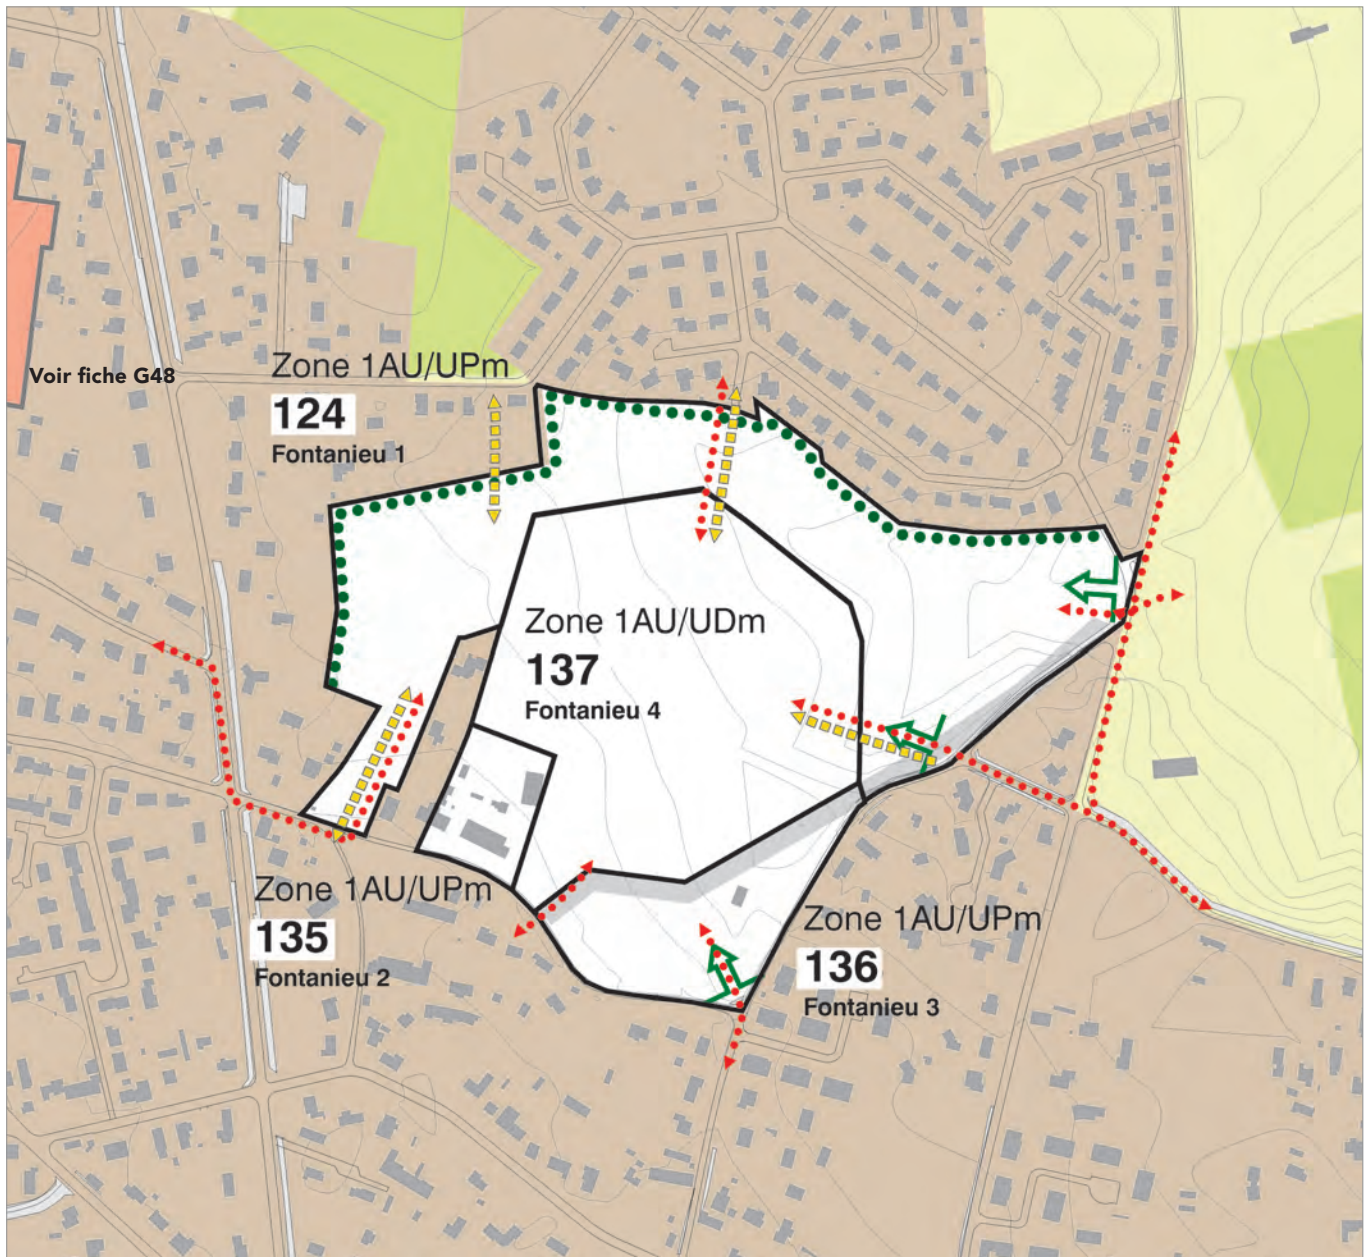 Zone 1AU/UPm
Voir fiche G48
124
Fontanieu 1
Zone 1AU/UDm
137
Fontanieu 4
Zone 1AU/UPm
135
Fontanieu 2
Zone 1AU/UPm
136
Fontanieu 3